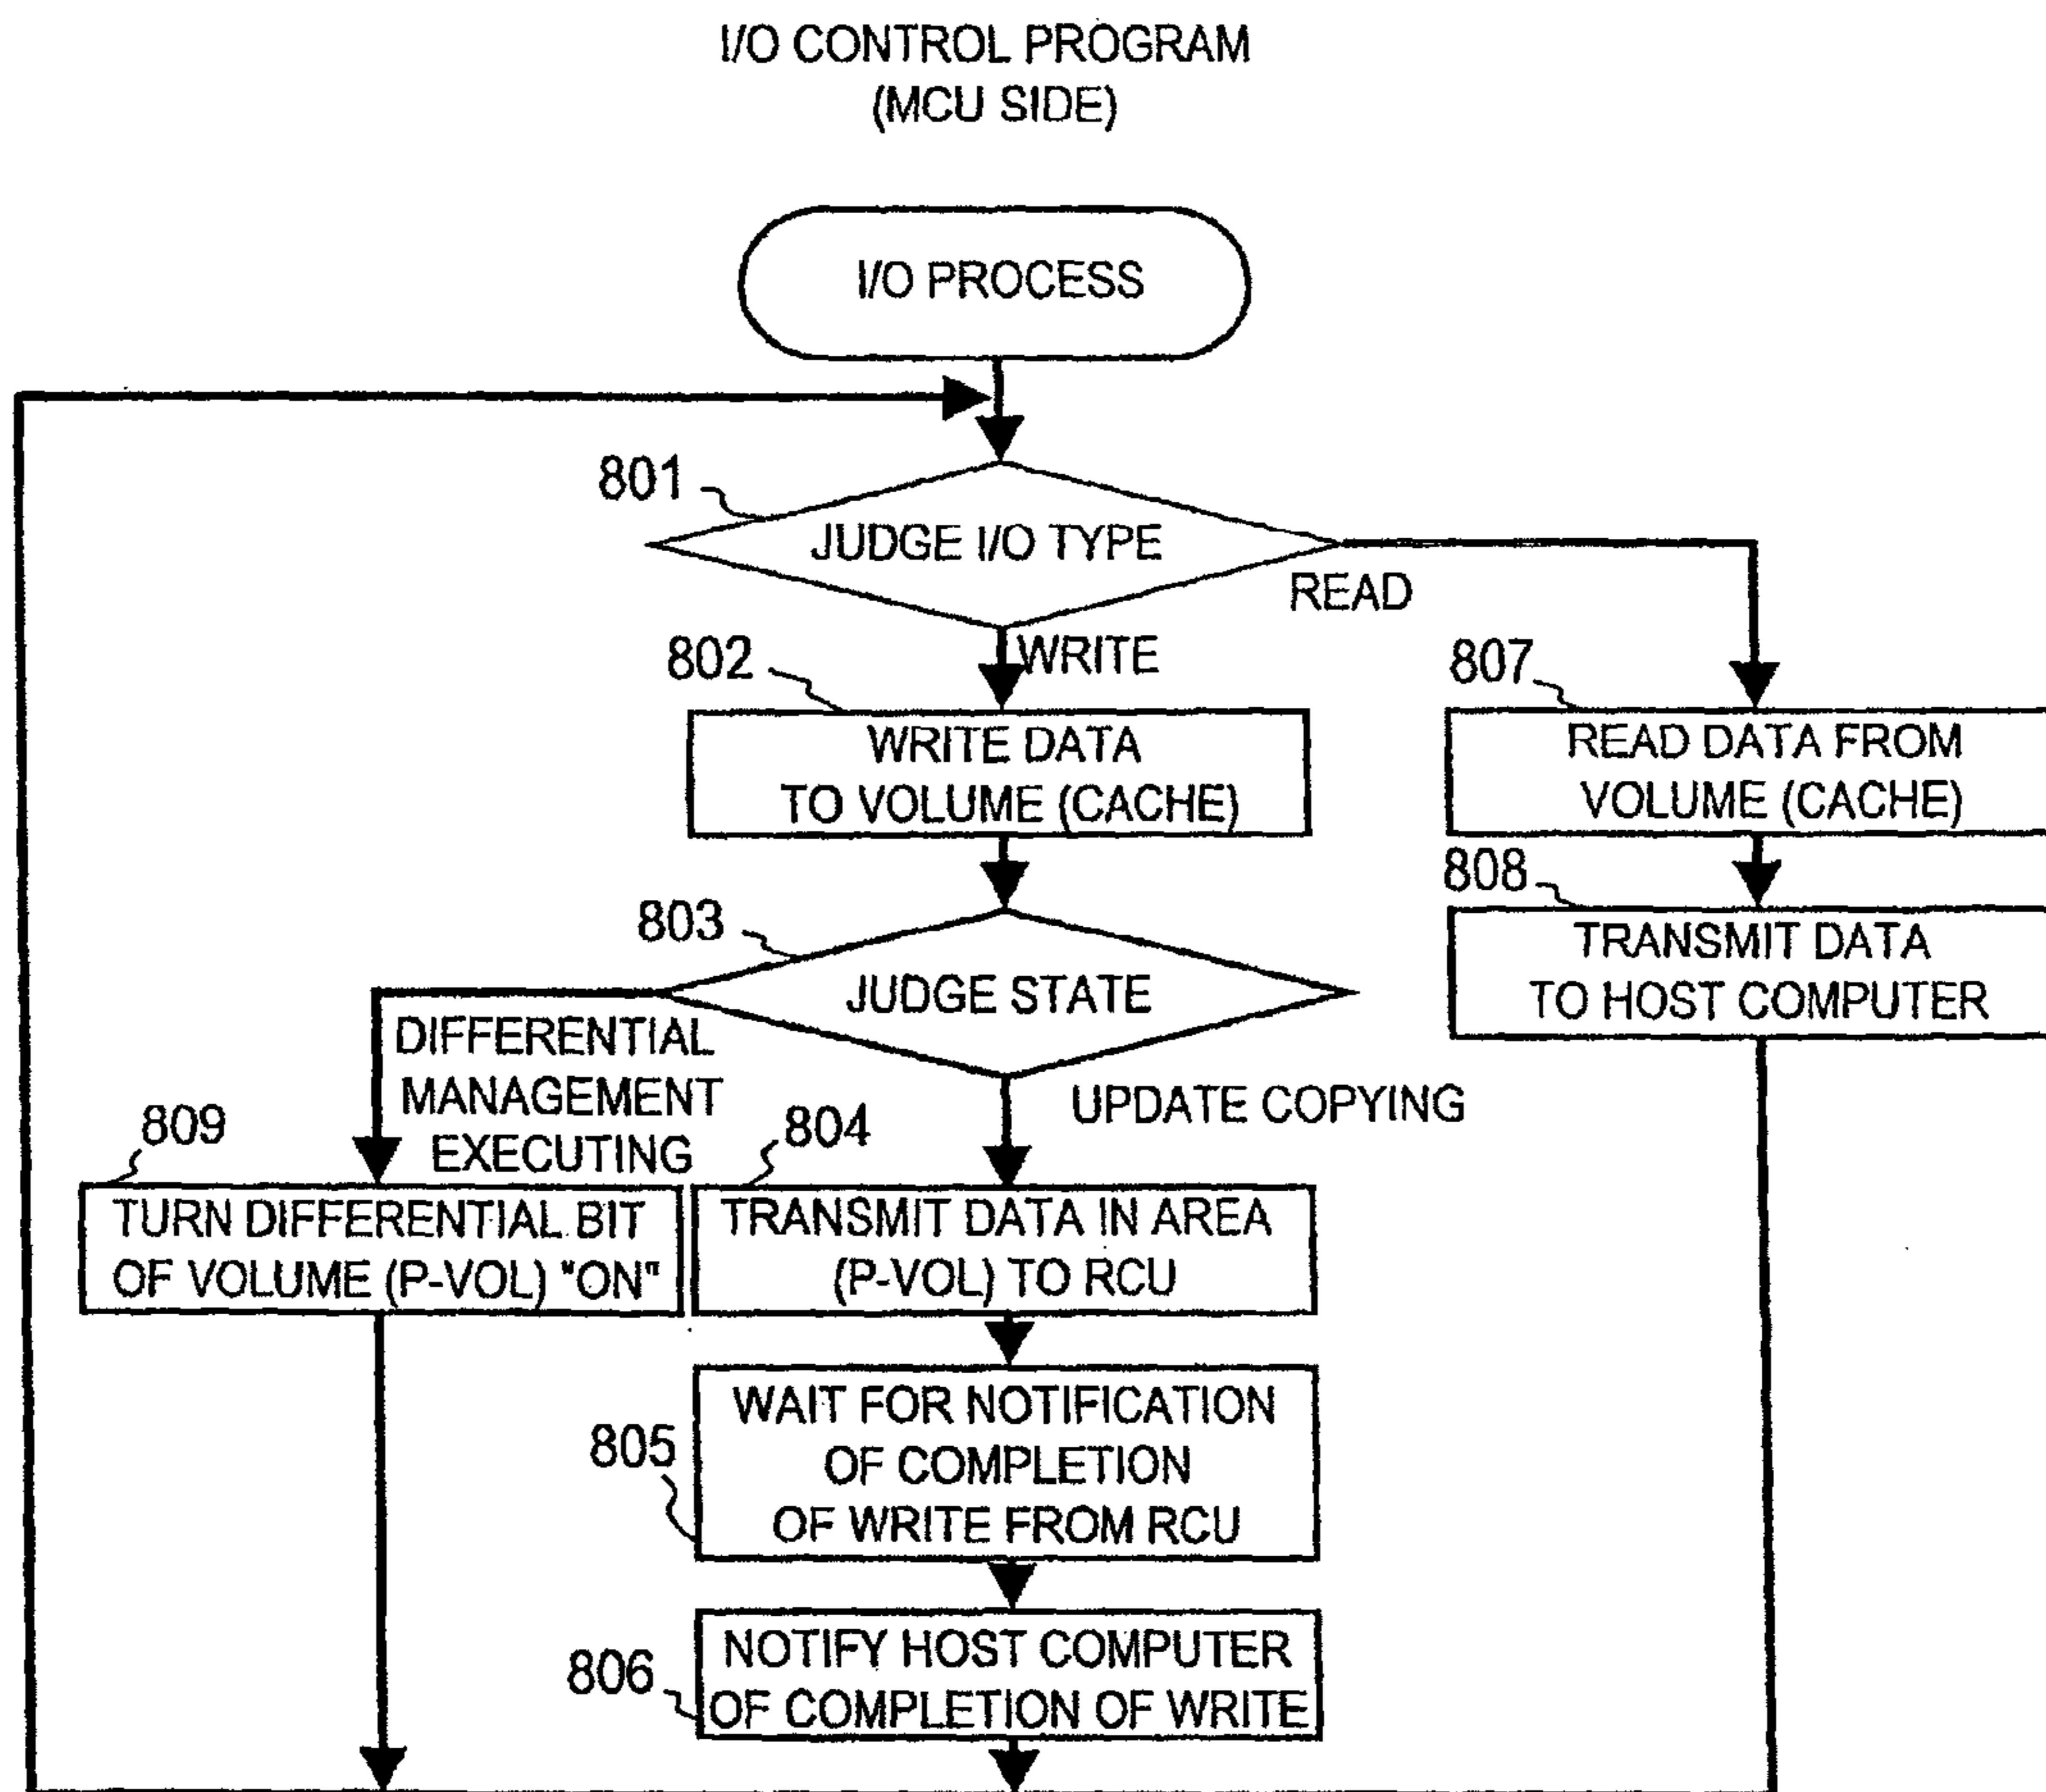 I/O CONTROL PROGRAM
(MCU SIDE)
I/O PROCESS
801
JUDGE I/O TYPE
READ
WRITE
802
WRITE DATA
TO VOLUME (CACHE)
807
READ DATA FROM
VOLUME (CACHE)
808
TRANSMIT DATA
TO HOST COMPUTER
803
JUDGE STATE
DIFFERENTIAL
MANAGEMENT
EXECUTING
UPDATE COPYING
809
TURN DIFFERENTIAL BIT
OF VOLUME (P-VOL) "ON"
804
TRANSMIT DATA IN AREA
(P-VOL) TO RCU
805
WAIT FOR NOTIFICATION
OF COMPLETION
OF WRITE FROM RCU
806
NOTIFY HOST COMPUTER
OF COMPLETION OF WRITE